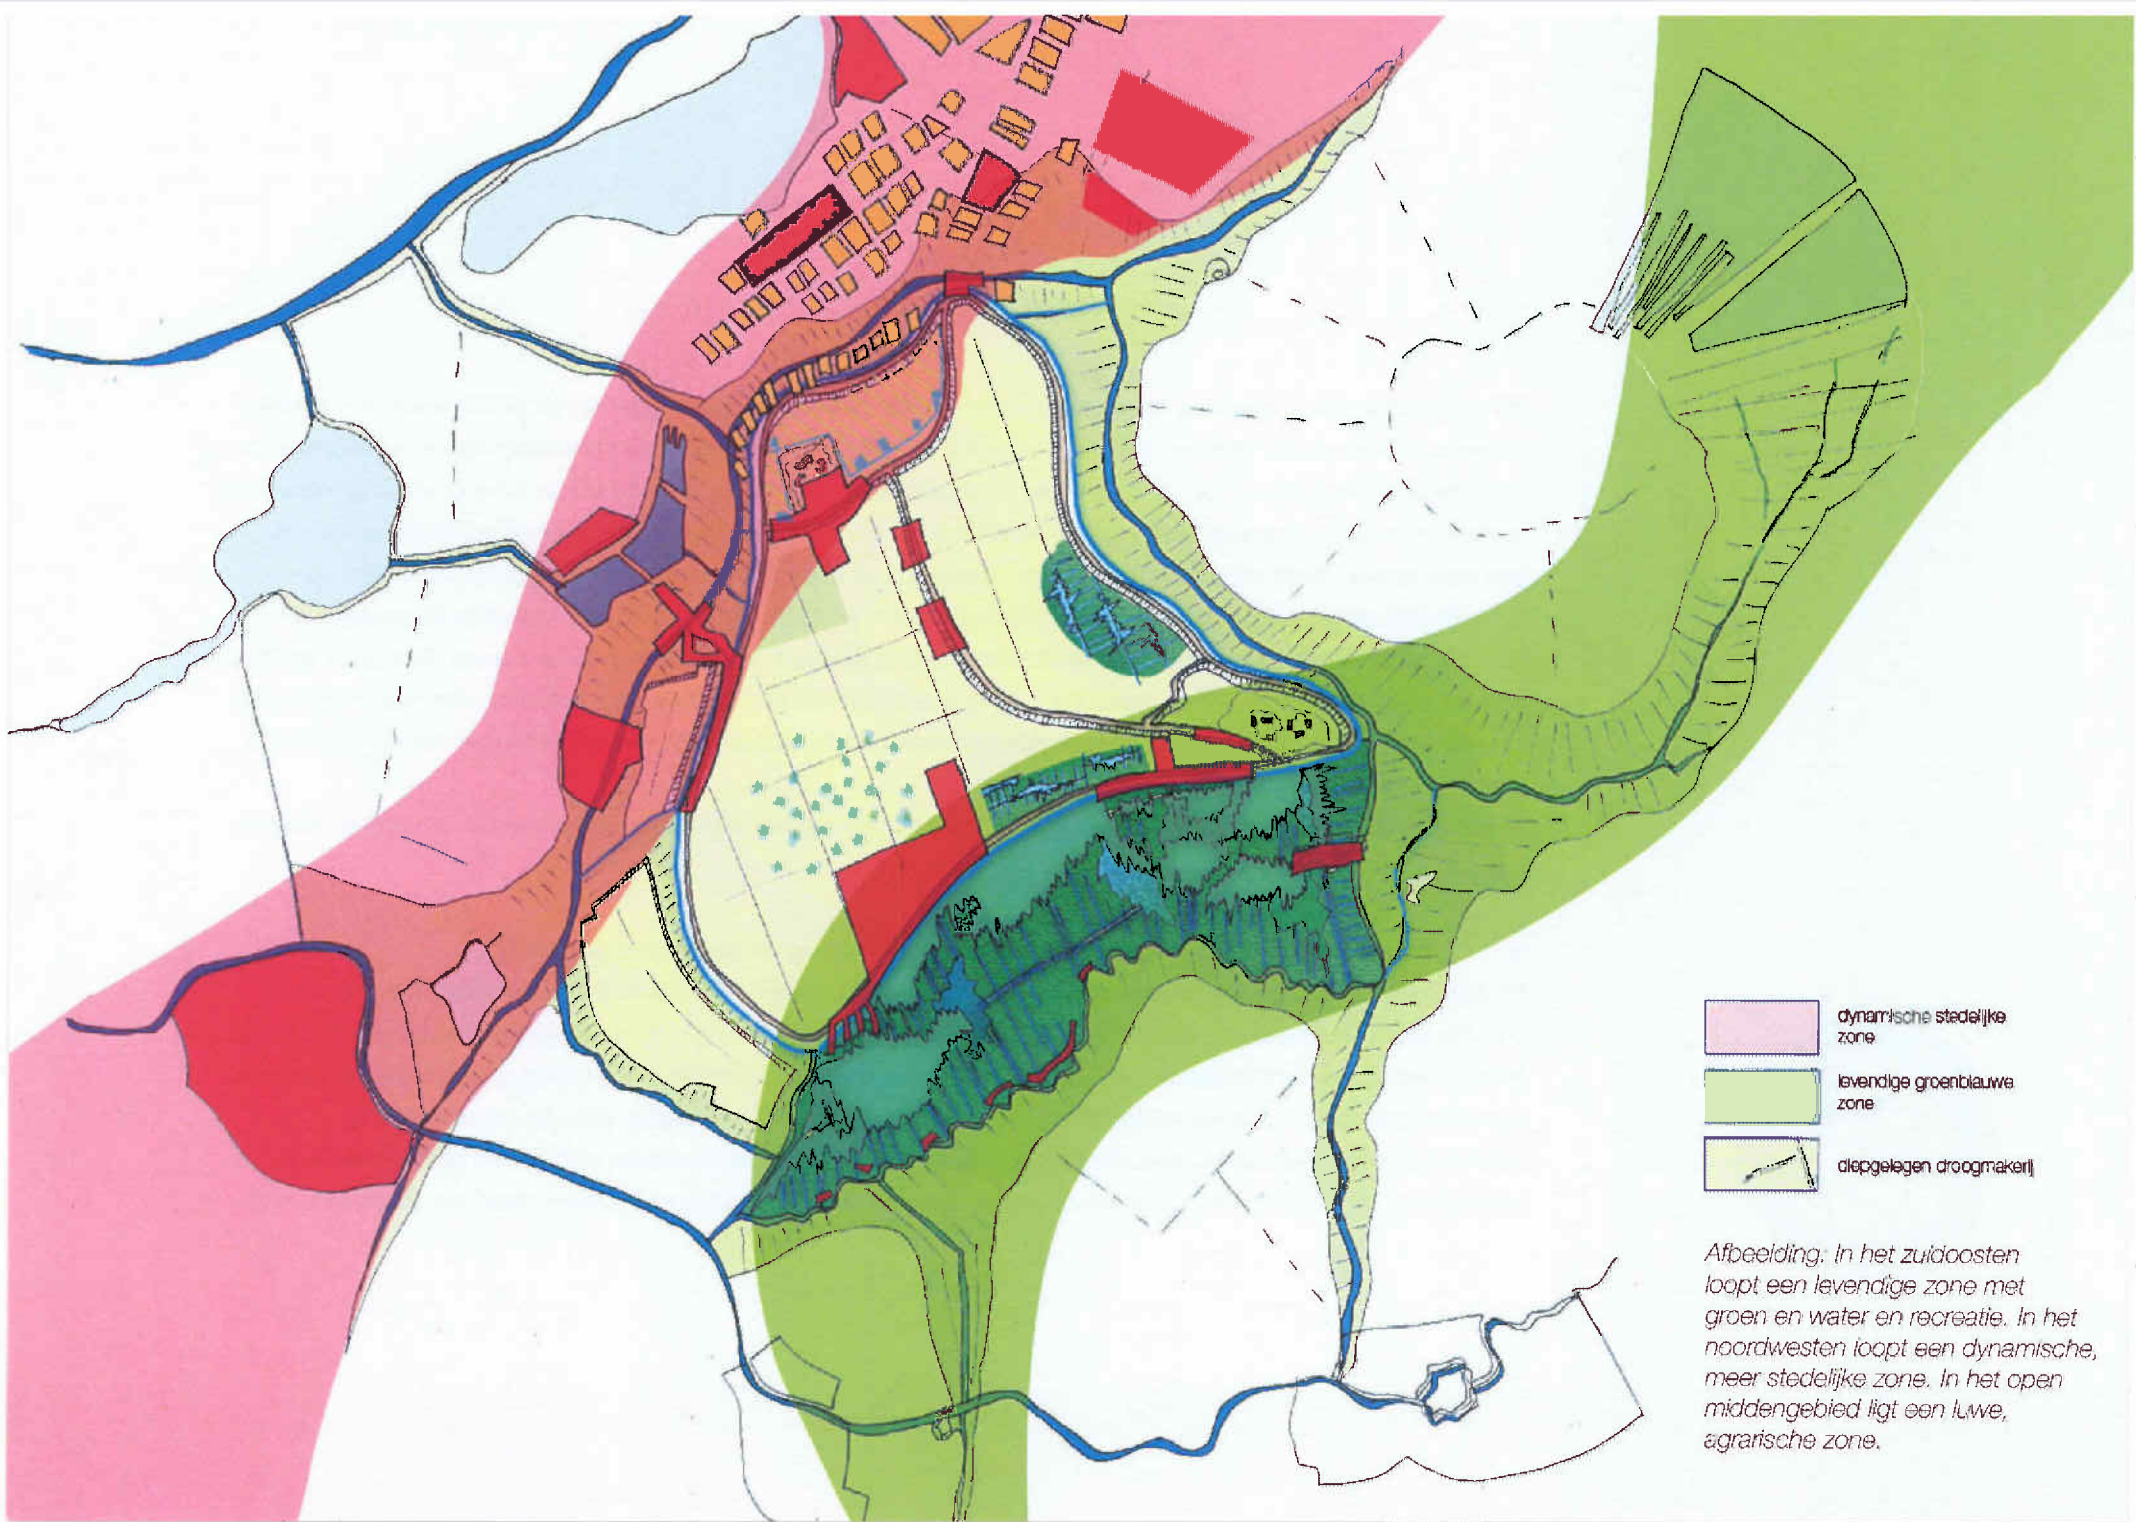 dynamische stedelijke
zone
levendige groenblauwe
zone
diepgelegen droogmakerij
Afbeelding: In het zuidoosten
loopt een levendige zone met
groen en water en recreatie. In het
noordwesten loopt een dynamische,
meer stedelijke zone. In het open
middengebied ligt een luwe,
agrarische zone.